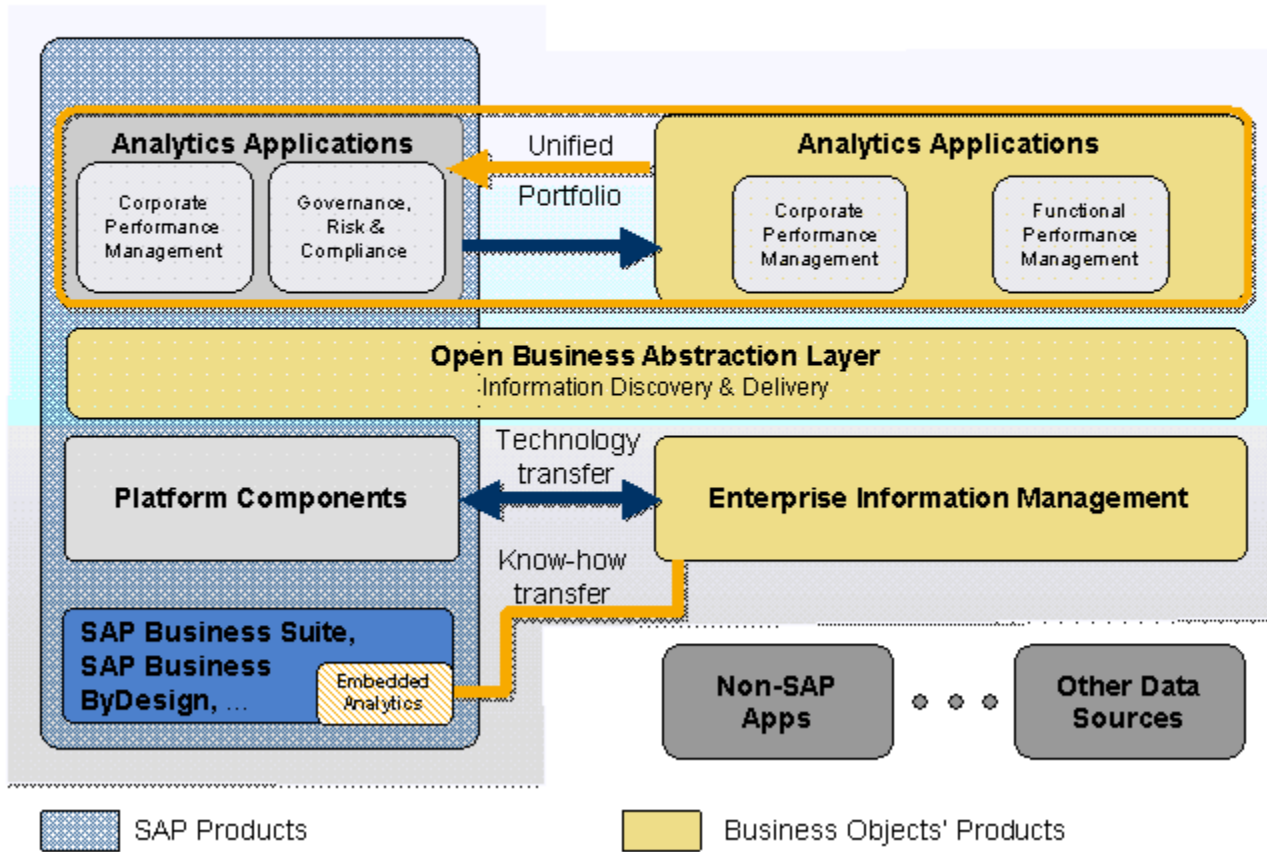 Analytics Applications
Corporate
Performance
Management
Governance,
Risk &
Compliance
Unified
Portfolio
Analytics Applications
Corporate
Performance
Management
Functional
Performance
Management
Open Business Abstraction Layer
Information Discovery & Delivery
Platform Components
Technology
transfer
Enterprise Information Management
Know-how
transfer
SAP Business Suite,
SAP Business
ByDesign, ...
Embedded
Analytics
Non-SAP
Apps
Other Data
Sources
SAP Products
Business Objects' Products